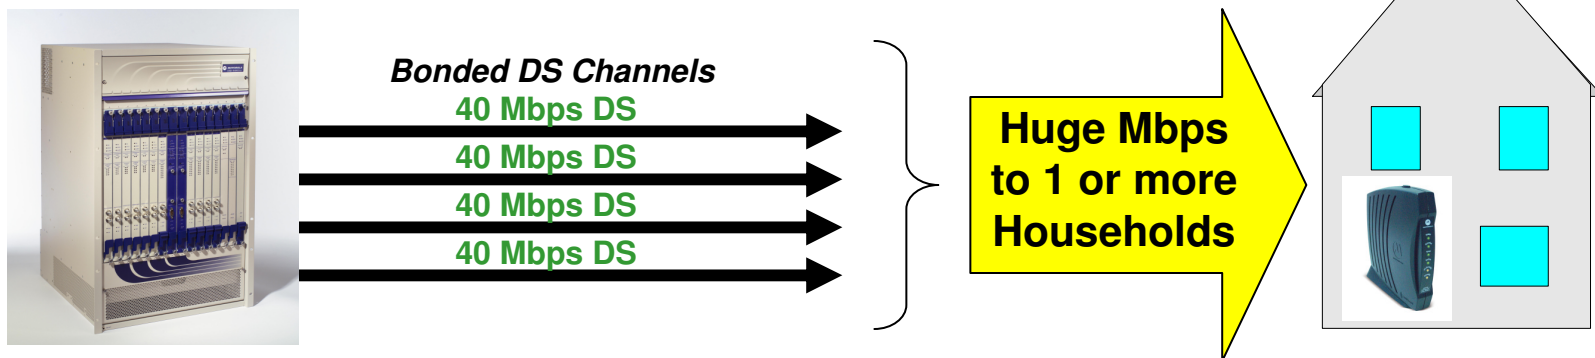 Bonded DS Channels
40 Mbps DS
40 Mbps DS
40 Mbps DS
40 Mbps DS
Huge Mbps
to 1 or more
Households